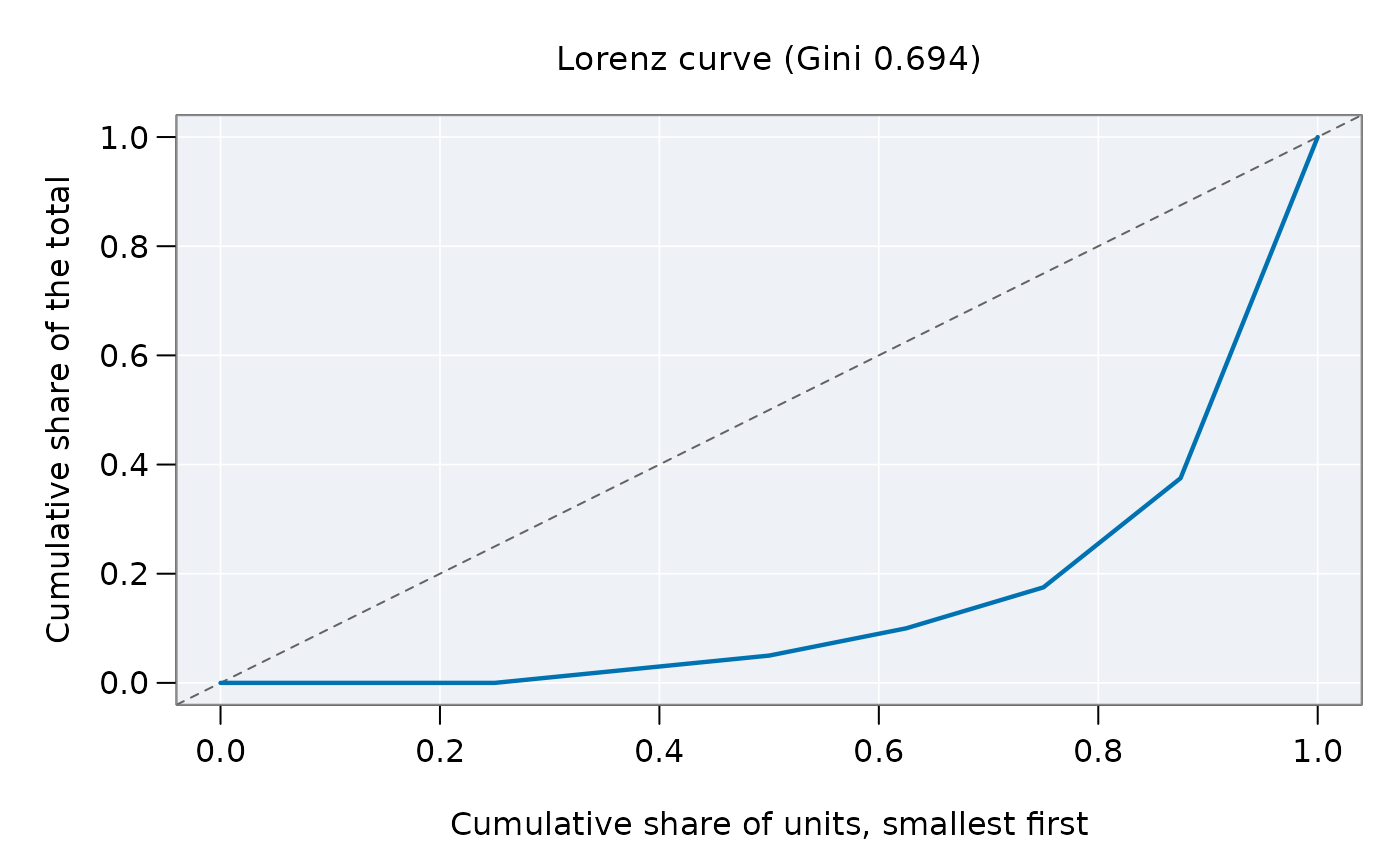 Lorenz curve (Gini 0.694)
Cumulative share of the total
1.0
0.8
0.6
0.4
0.2
0.0
0.0 0.2 0.4 0.6 0.8 1.0
Cumulative share of units, smallest first